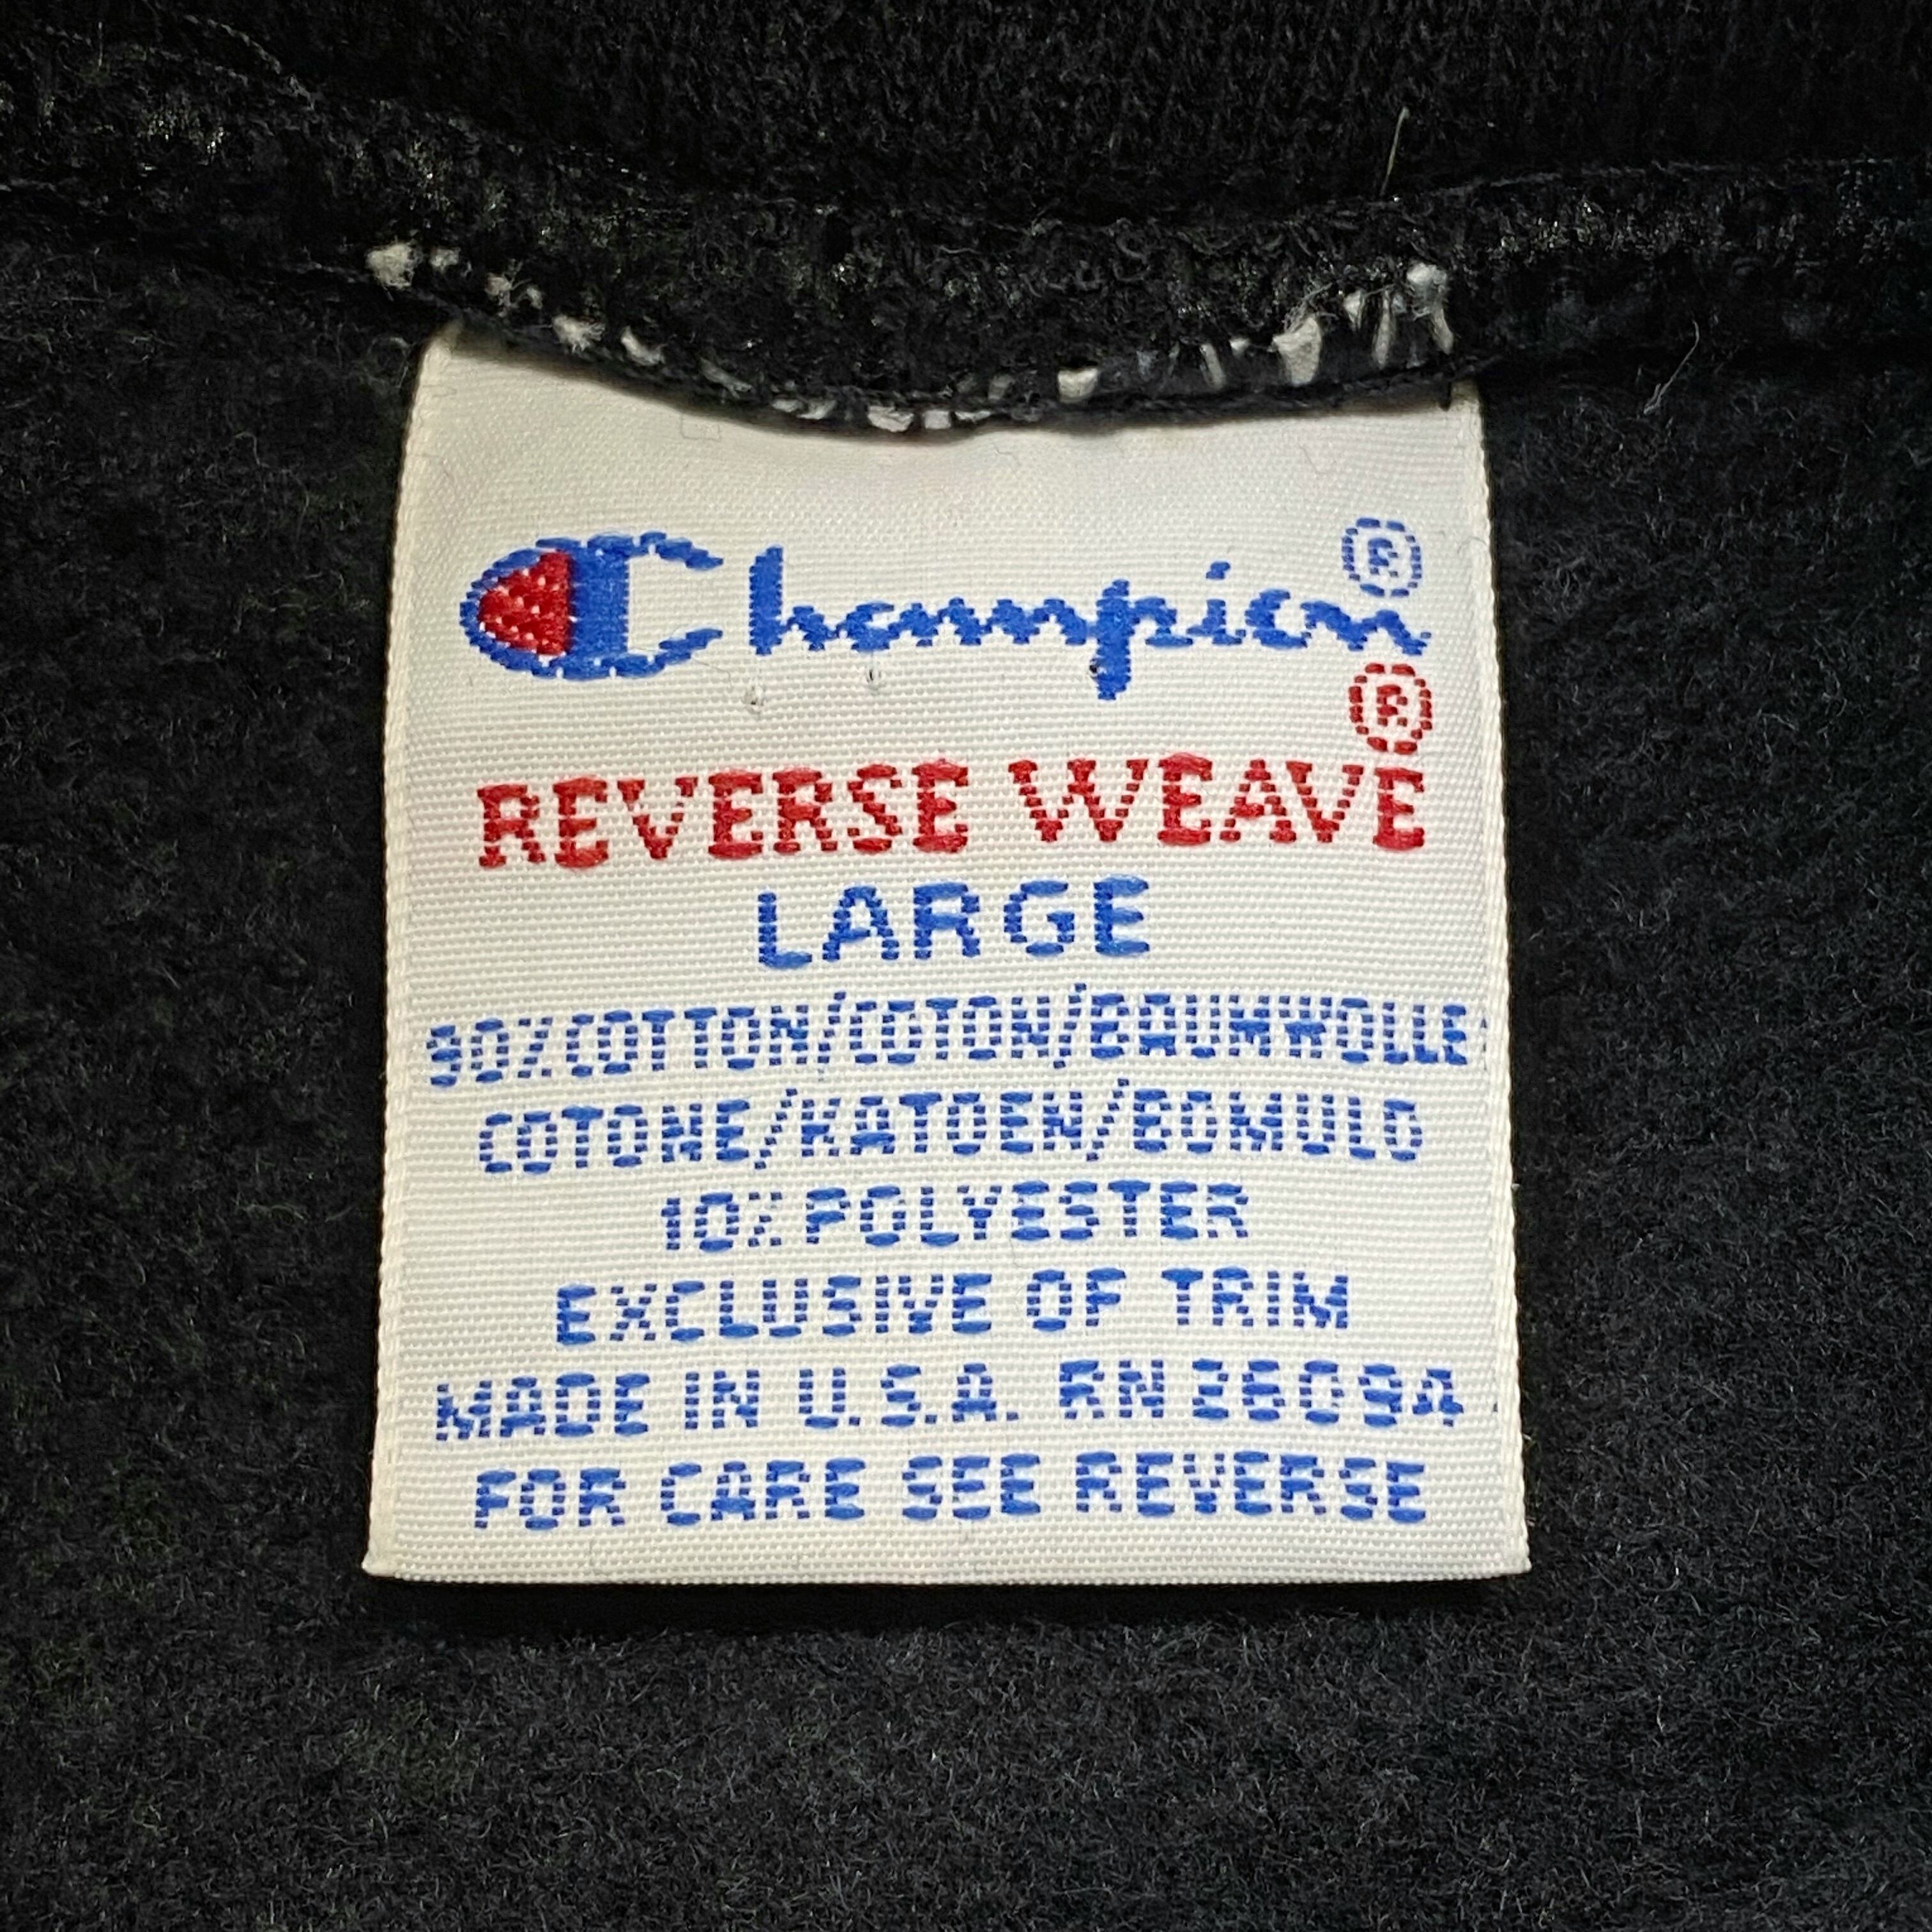 Champion®
REVERSE WEAVE®
LARGE
90% COTTON/COTON/BAUMWOLLE
COTONE/KATOEN/BOMULD
10% POLYESTER
EXCLUSIVE OF TRIM
MADE IN U.S.A. RN 26094
FOR CARE SEE REVERSE